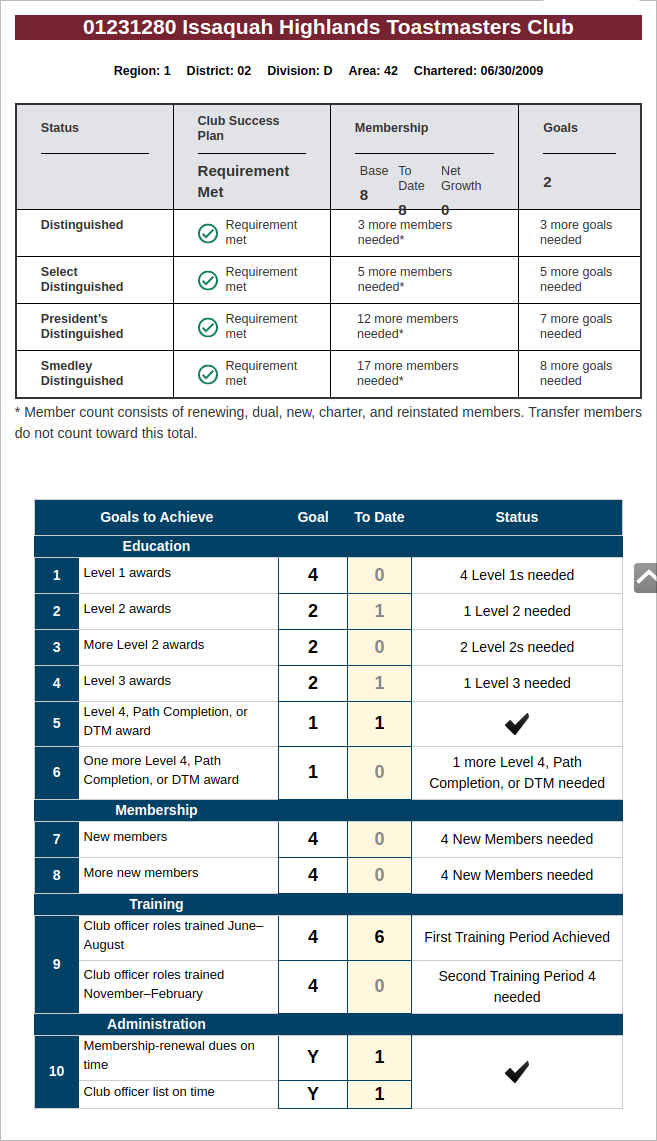 01231280 Issaquah Highlands Toastmasters Club
Region: 1 District: 02 Division: D Area: 42 Chartered: 06/30/2009
Status
Club Success
Plan
Membership
Goals
Requirement
Met
Base
8
To
Date
8
Net
Growth
0
2
Distinguished
Requirement
met
3 more members
needed*
3 more goals
needed
Select
Distinguished
Requirement
met
5 more members
needed*
5 more goals
needed
President’s
Distinguished
Requirement
met
12 more members
needed*
7 more goals
needed
Smedley
Distinguished
Requirement
met
17 more members
needed*
8 more goals
needed
* Member count consists of renewing, dual, new, charter, and reinstated members. Transfer members
do not count toward this total.
Goals to Achieve Goal To Date Status
Education
1 Level 1 awards 4 0 4 Level 1s needed
2 Level 2 awards 2 1 1 Level 2 needed
3 More Level 2 awards 2 0 2 Level 2s needed
4 Level 3 awards 2 1 1 Level 3 needed
5
Level 4, Path Completion, or
DTM award
1 1
6
One more Level 4, Path
Completion, or DTM award
1 0
1 more Level 4, Path
Completion, or DTM needed
Membership
7 New members 4 0 4 New Members needed
8 More new members 4 0 4 New Members needed
Training
9
Club officer roles trained June–
August
4 6 First Training Period Achieved
Club officer roles trained
November–February
4 0
Second Training Period 4
needed
Administration
10
Membership-renewal dues on
time
Y 1
Club officer list on time Y 1